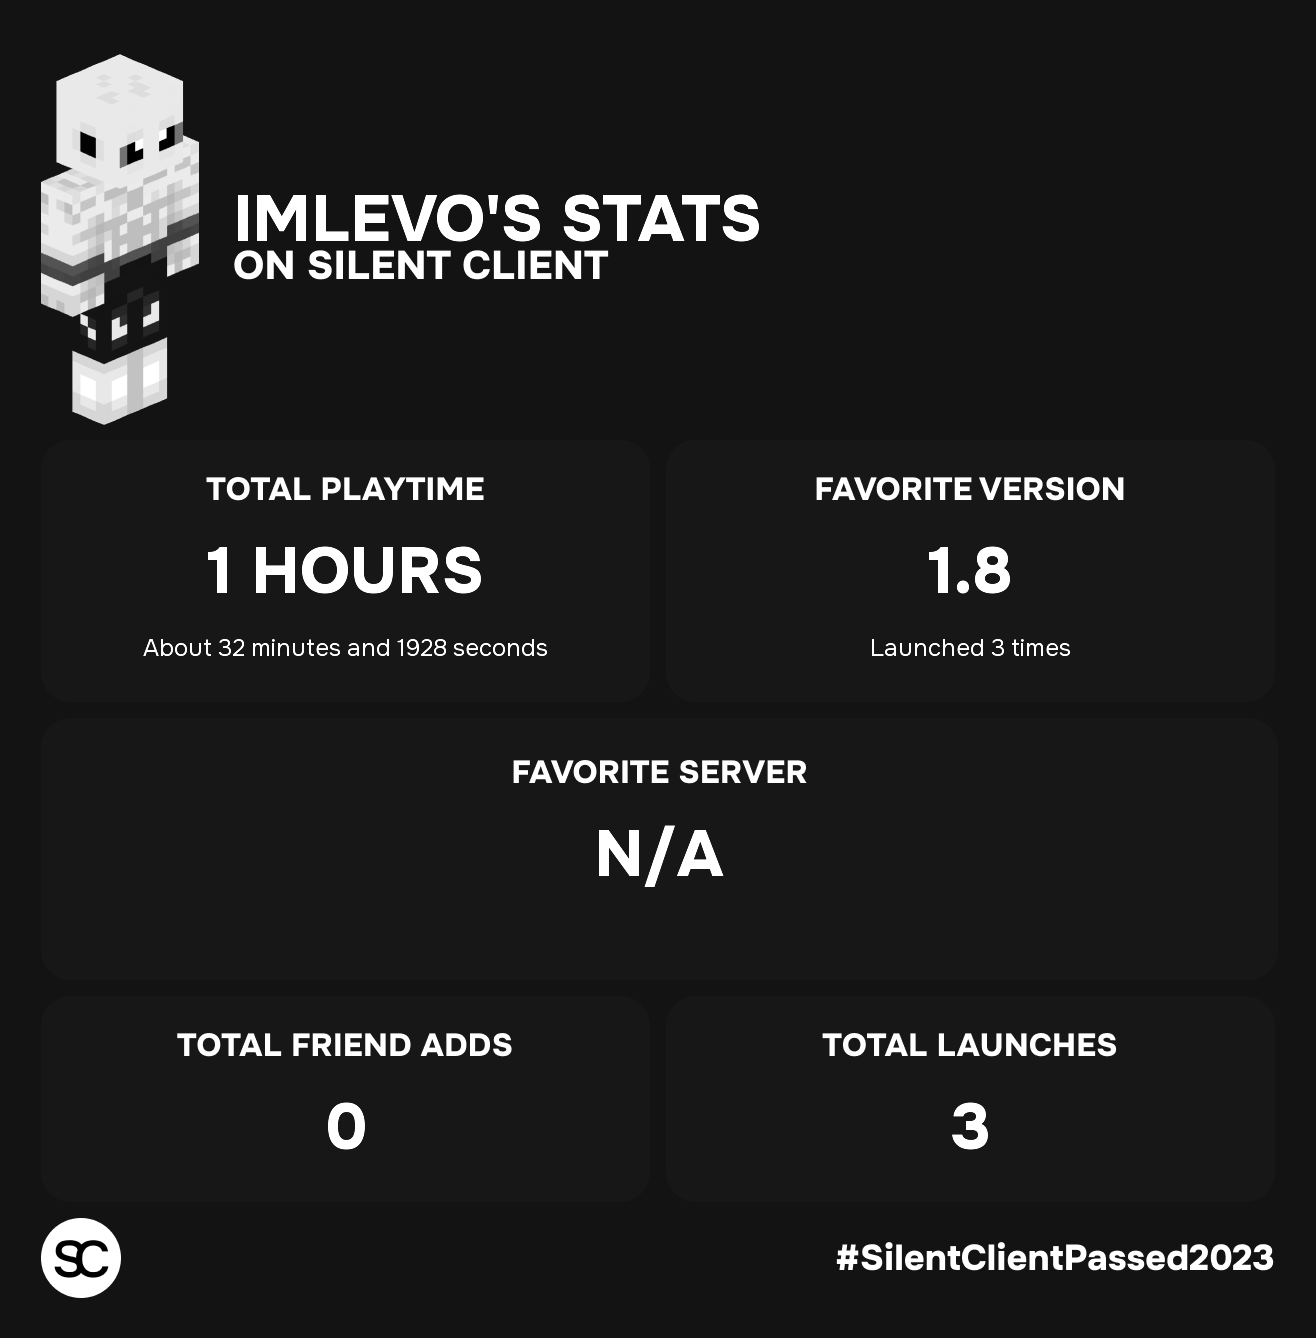 IMLEVO'S STATS
ON SILENT CLIENT
TOTAL PLAYTIME
1 HOURS
About 32 minutes and 1928 seconds
FAVORITE VERSION
1.8
Launched 3 times
FAVORITE SERVER
N/A
TOTAL FRIEND ADDS
0
TOTAL LAUNCHES
3
SC
#SilentClientPassed2023